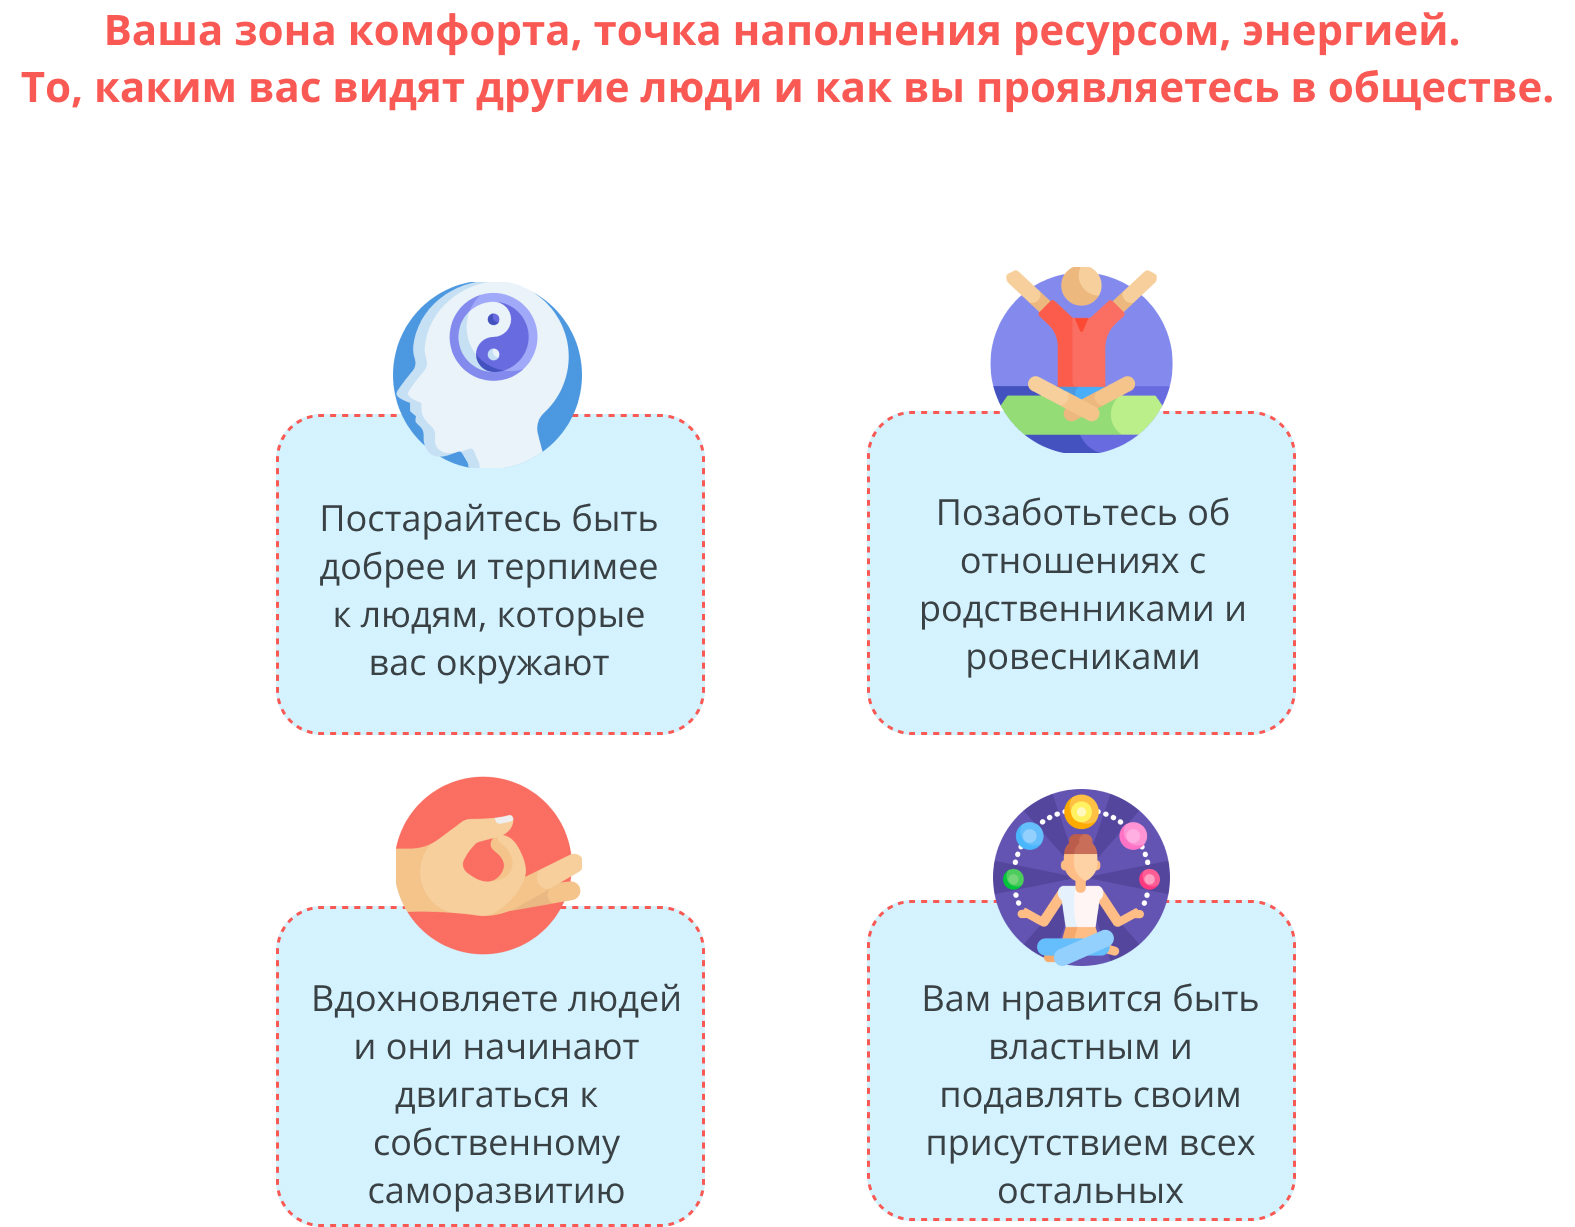 Ваша зона комфорта, точка наполнения ресурсом, энергией.
То, каким вас видят другие люди и как вы проявляетесь в обществе.
Постарайтесь быть
добрее и терпимее
к людям, которые
вас окружают
Позаботьтесь об
отношениях с
родственниками и
ровесниками
Вдохновляете людей
и они начинают
двигаться к
собственному
саморазвитию
Вам нравится быть
властным и
подавлять своим
присутствием всех
остальных